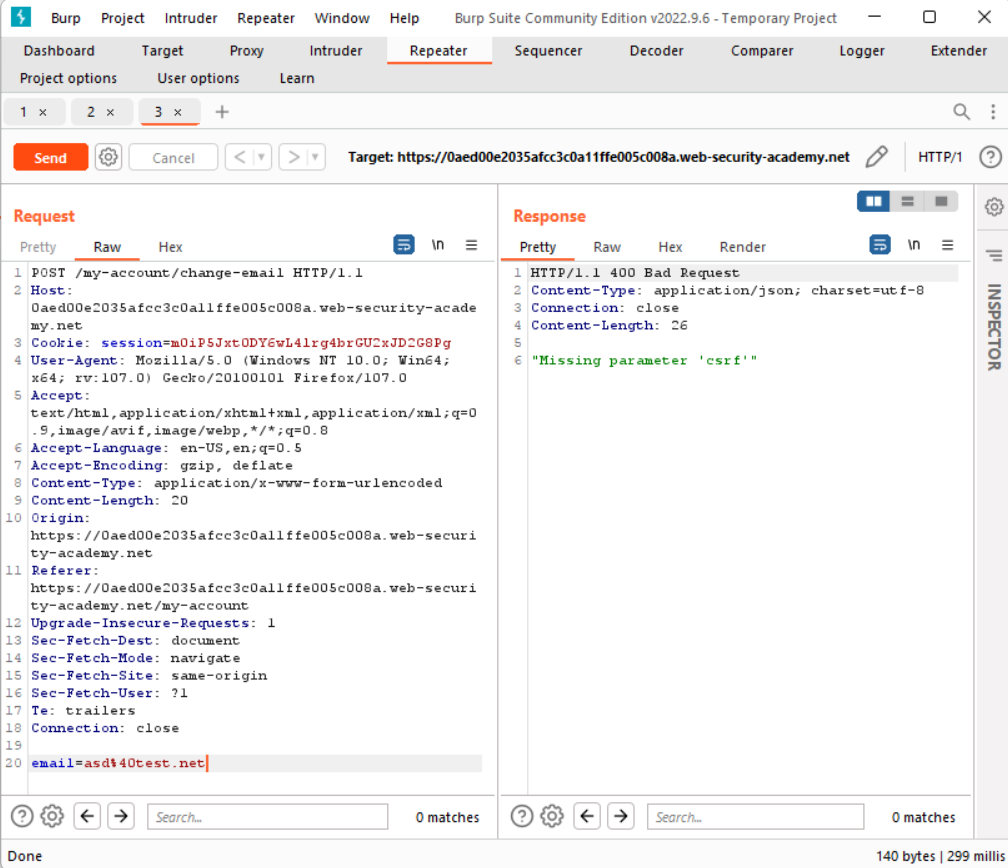 Burp Project Intruder Repeater Window Help Burp Suite Community Edition v2022.9.6 - Temporary Project
Dashboard Target Proxy Intruder Repeater Sequencer Decoder Comparer Logger Extender
Project options User options Learn
1 × 2 × 3 × +
Send Cancel < > Target: https://0aed00e2035afcc3c0a11ffe005c008a.web-security-academy.net HTTP/1 ?
Request
Pretty Raw Hex \n
1 POST /my-account/change-email HTTP/1.1
2 Host:
0aed00e2035afcc3c0a11ffe005c008a.web-security-acade
my.net
3 Cookie: session=m0iP5JxtODY6wL41rg4brGU2xJD2G8Pg
4 User-Agent: Mozilla/5.0 (Windows NT 10.0; Win64;
x64; rv:107.0) Gecko/20100101 Firefox/107.0
5 Accept:
text/html,application/xhtml+xml,application/xml;q=0
.9,image/avif,image/webp,*/*;q=0.8
6 Accept-Language: en-US,en;q=0.5
7 Accept-Encoding: gzip, deflate
8 Content-Type: application/x-www-form-urlencoded
9 Content-Length: 20
10 Origin:
https://0aed00e2035afcc3c0a11ffe005c008a.web-securi
ty-academy.net
11 Referer:
https://0aed00e2035afcc3c0a11ffe005c008a.web-securi
ty-academy.net/my-account
12 Upgrade-Insecure-Requests: 1
13 Sec-Fetch-Dest: document
14 Sec-Fetch-Mode: navigate
15 Sec-Fetch-Site: same-origin
16 Sec-Fetch-User: ?1
17 Te: trailers
18 Connection: close
19
20 email=asd%40test.net
? Search... 0 matches
Response
Pretty Raw Hex Render \n
1 HTTP/1.1 400 Bad Request
2 Content-Type: application/json; charset=utf-8
3 Connection: close
4 Content-Length: 26
5
6 "Missing parameter 'csrf'"
? Search... 0 matches
INSPECTOR
Done 140 bytes | 299 millis